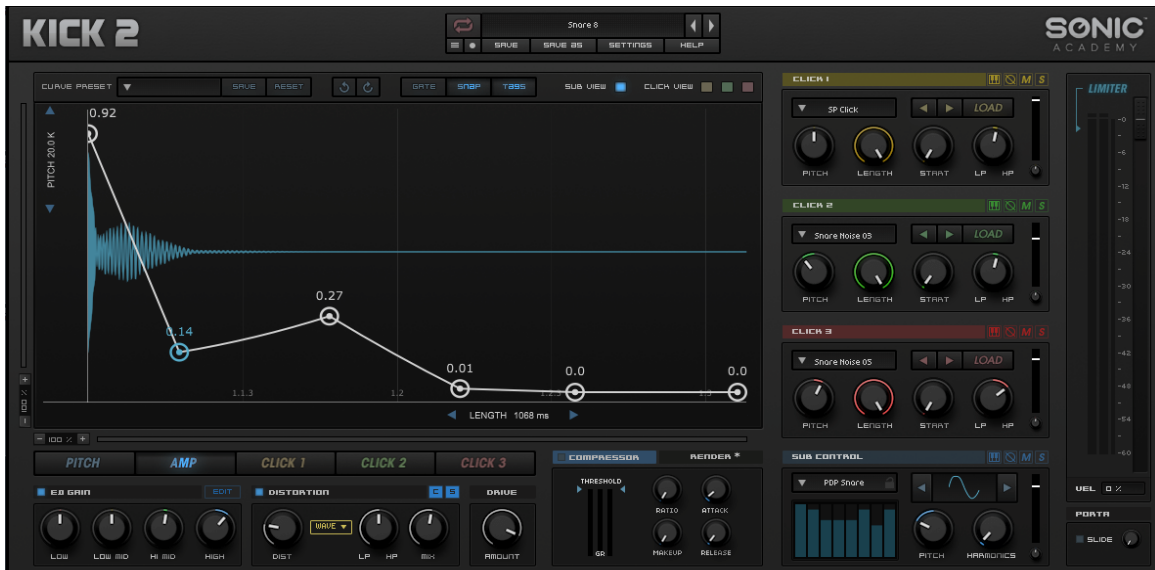 KICK 2
Snare 8
SAVE SAVE AS SETTINGS HELP
SONIC
ACADEMY
CURVE PRESET SAVE RESET GATE SNAP TAGS SUB VIEW CLICK VIEW
PITCH 20.0 K
0.92
0.14
0.27
0.01
0.0
0.0
1.1.3 1.2 1.2.3 1.3
LENGTH 1068 ms
100 %
100 %
PITCH AMP CLICK 1 CLICK 2 CLICK 3
EQ GAIN EDIT
LOW LOW MID HI MID HIGH
DISTORTION C S
WAVE
DIST LP HP MIX
DRIVE
AMOUNT
COMPRESSOR RENDER *
THRESHOLD
GR
RATIO ATTACK
MAKEUP RELEASE
CLICK 1 M S
SP Click LOAD
PITCH LENGTH START LP HP
CLICK 2 M S
Snare Noise 03 LOAD
PITCH LENGTH START LP HP
CLICK 3 M S
Snare Noise 05 LOAD
PITCH LENGTH START LP HP
SUB CONTROL M S
PDP Snare
PITCH HARMONICS
LIMITER
-0
-6
-12
-18
-24
-30
-36
-42
-48
-54
-60
VEL 0 %
PORTA
SLIDE